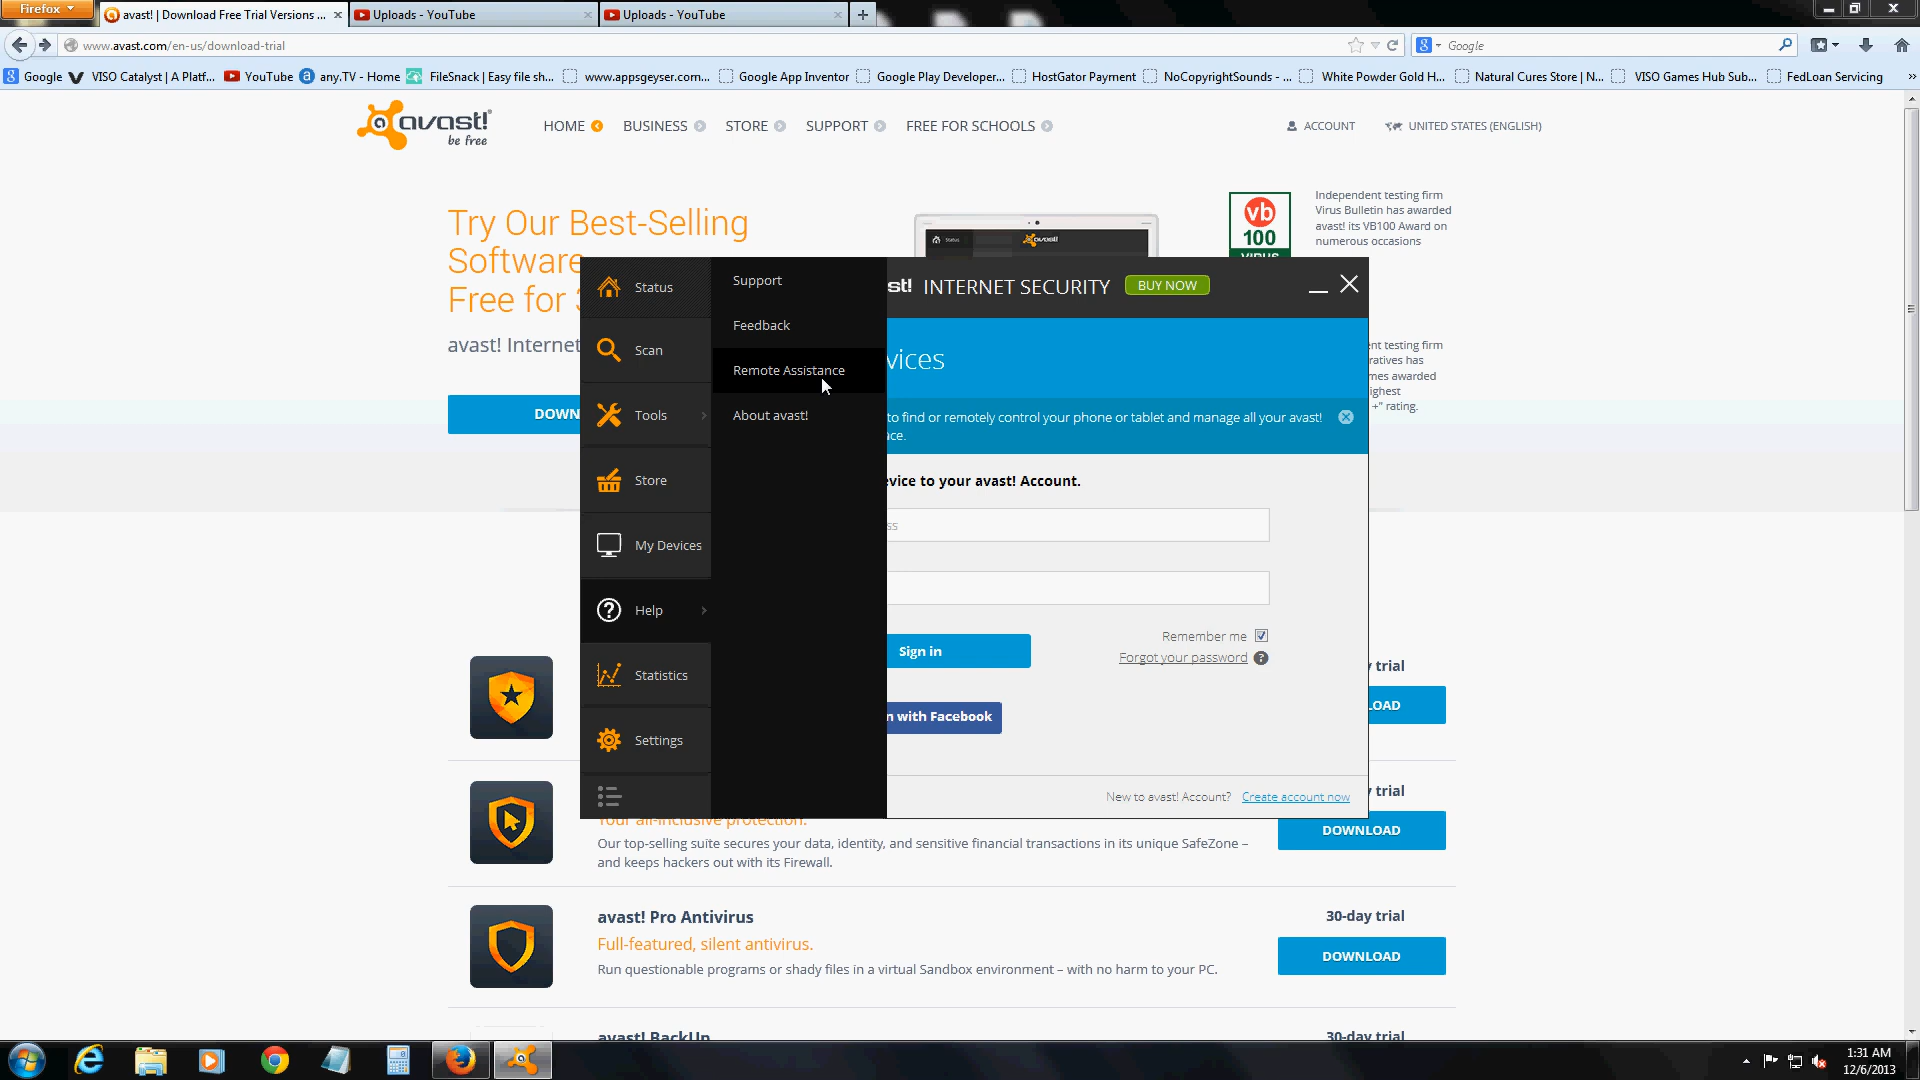 Firefox
avast! | Download Free Trial Versions ...
Uploads - YouTube
Uploads - YouTube
www.avast.com/en-us/download-trial
Google
Google
VISO Catalyst | A Platf...
YouTube
any.TV - Home
FileSnack | Easy file sh...
www.appsgeyser.com...
Google App Inventor
Google Play Developer...
HostGator Payment
NoCopyrightSounds - ...
White Powder Gold H...
Natural Cures Store | N...
VISO Games Hub Sub...
FedLoan Servicing
avast!
be free
HOME
BUSINESS
STORE
SUPPORT
FREE FOR SCHOOLS
ACCOUNT
UNITED STATES (ENGLISH)
Try Our Best-Selling
Software
Free for
avast! Internet
DOWN
Status
avast!
vb
100
VIRUS
Independent testing firm
Virus Bulletin has awarded
avast! its VB100 Award on
numerous occasions
nt testing firm
ratives has
mes awarded
ighest
+" rating.
Status
Scan
Tools
Store
My Devices
Help
Statistics
Settings
Support
Feedback
Remote Assistance
About avast!
st! INTERNET SECURITY
BUY NOW
vices
to find or remotely control your phone or tablet and manage all your avast!
ce.
vice to your avast! Account.
ss
Sign in
Remember me
Forgot your password
n with Facebook
New to avast! Account? Create account now
trial
OAD
y trial
Your all-inclusive protection.
DOWNLOAD
Our top-selling suite secures your data, identity, and sensitive financial transactions in its unique SafeZone –
and keeps hackers out with its Firewall.
avast! Pro Antivirus
30-day trial
Full-featured, silent antivirus.
DOWNLOAD
Run questionable programs or shady files in a virtual Sandbox environment – with no harm to your PC.
avast! BackUp
30-day trial
1:31 AM
12/6/2013